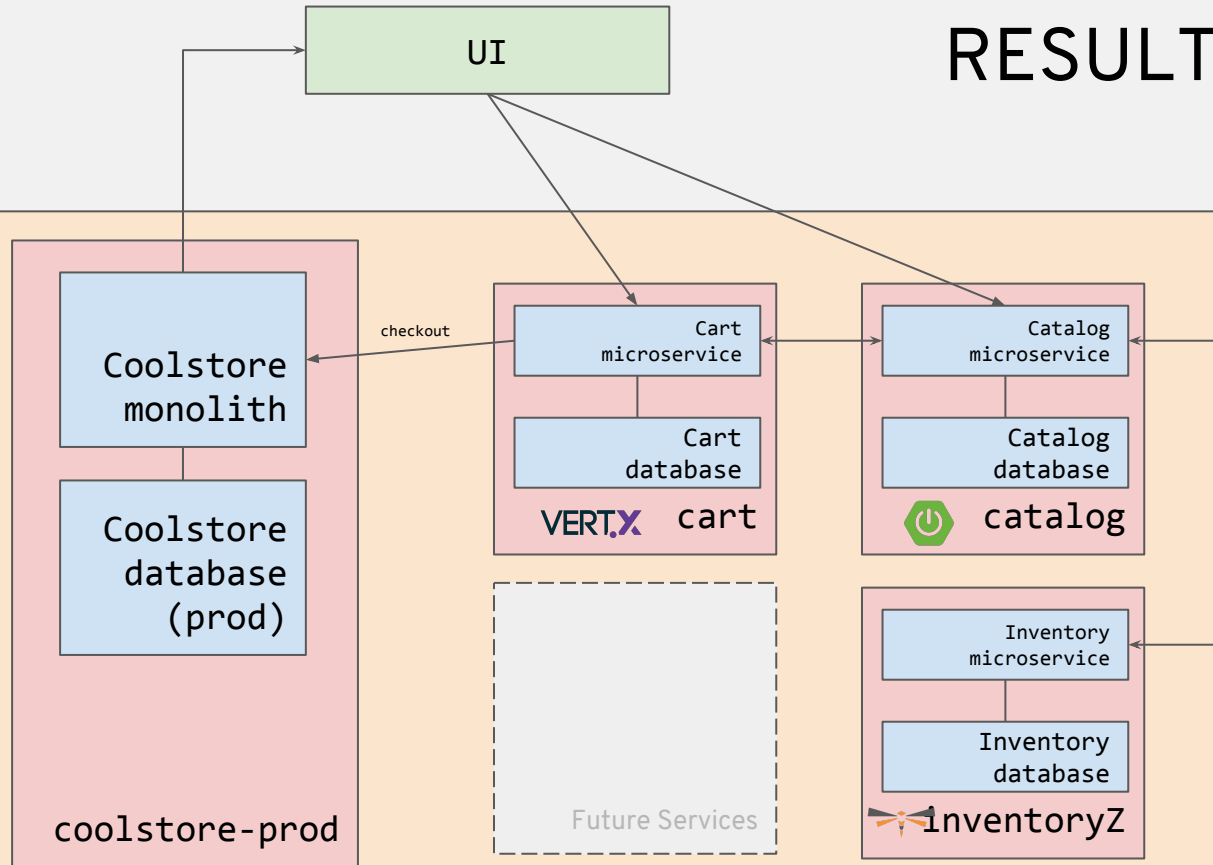 UI
RESULT
checkout
Coolstore
monolith
Coolstore
database
(prod)
coolstore-prod
Cart
microservice
Cart
database
VERT.X
cart
Catalog
microservice
Catalog
database
catalog
Future Services
Inventory
microservice
Inventory
database
inventoryZ